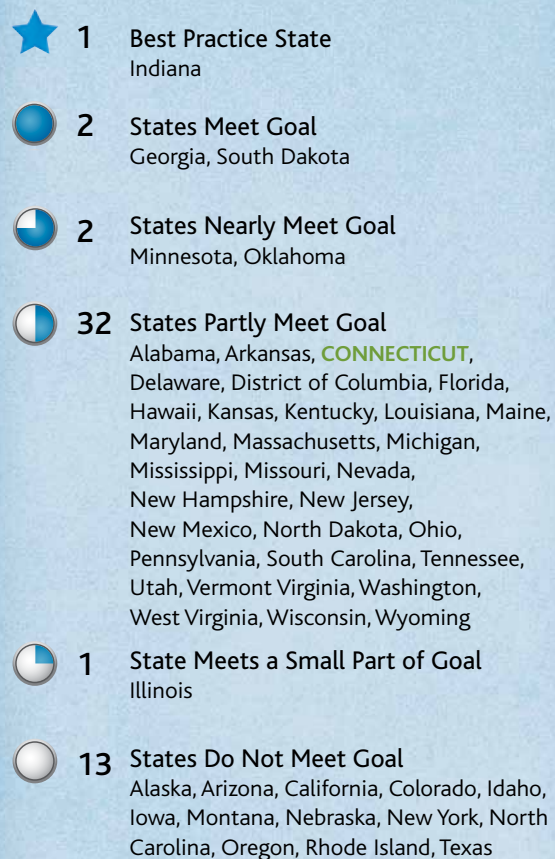 1 Best Practice State
Indiana
2 States Meet Goal
Georgia, South Dakota
2 States Nearly Meet Goal
Minnesota, Oklahoma
32 States Partly Meet Goal
Alabama, Arkansas, CONNECTICUT,
Delaware, District of Columbia, Florida,
Hawaii, Kansas, Kentucky, Louisiana, Maine,
Maryland, Massachusetts, Michigan,
Mississippi, Missouri, Nevada,
New Hampshire, New Jersey,
New Mexico, North Dakota, Ohio,
Pennsylvania, South Carolina, Tennessee,
Utah, Vermont Virginia, Washington,
West Virginia, Wisconsin, Wyoming
1 State Meets a Small Part of Goal
Illinois
13 States Do Not Meet Goal
Alaska, Arizona, California, Colorado, Idaho,
Iowa, Montana, Nebraska, New York, North
Carolina, Oregon, Rhode Island, Texas